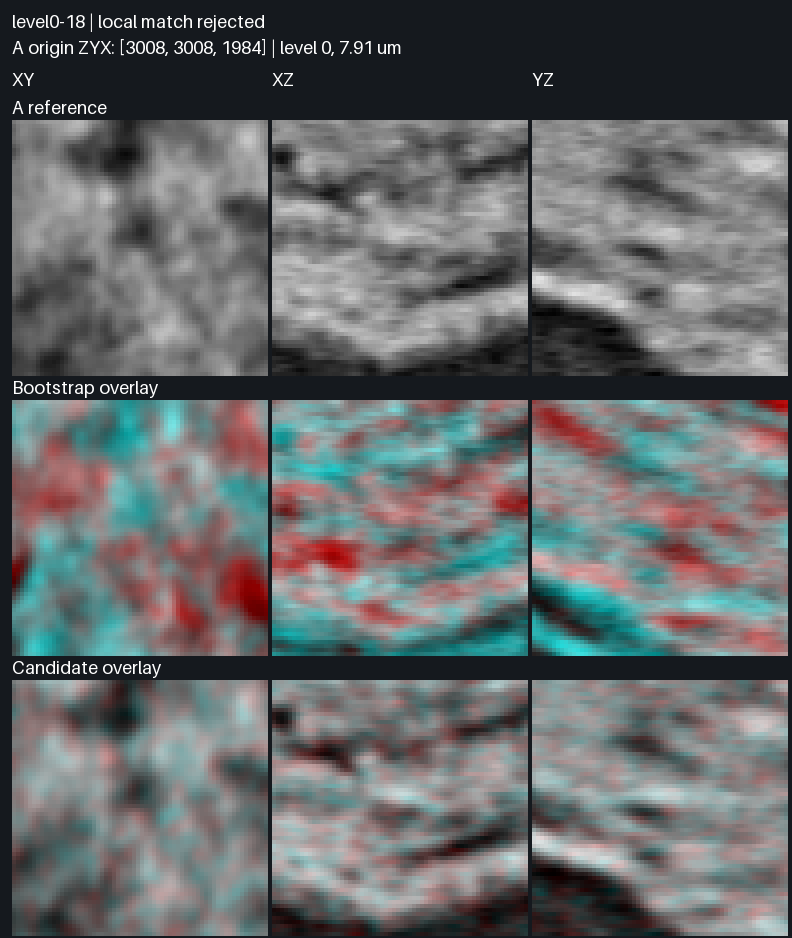 level0-18 | local match rejected
A origin ZYX: [3008, 3008, 1984] | level 0, 7.91 um
XY XZ YZ
A reference
Bootstrap overlay
Candidate overlay